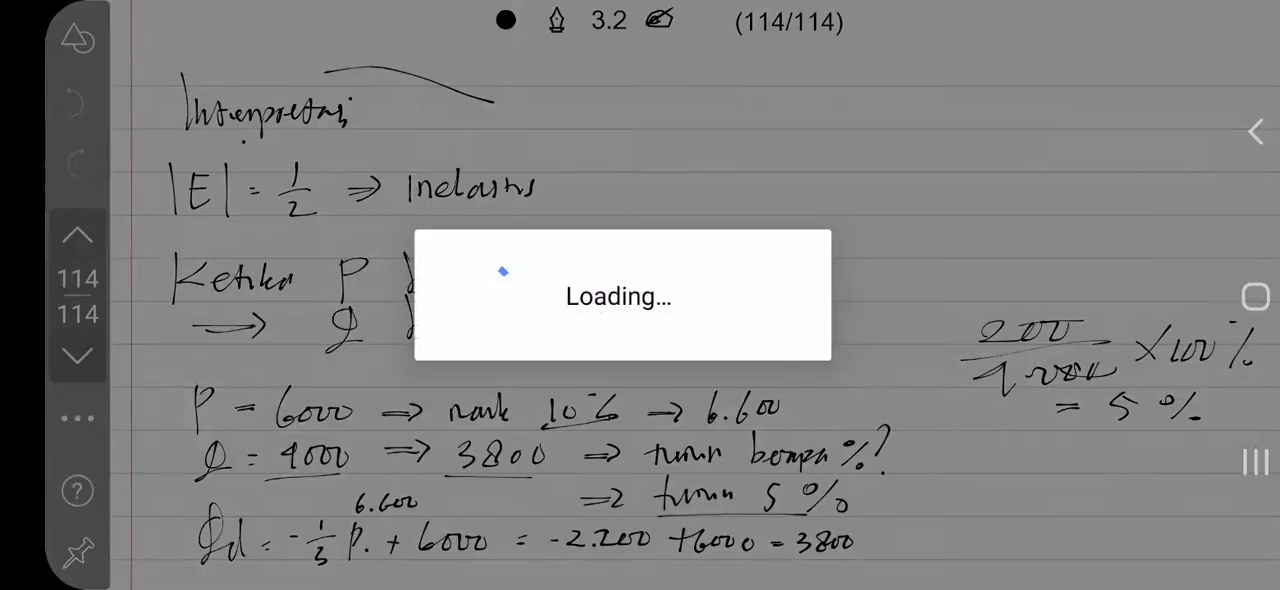 3.2 (114/114)
Interpretasi
|E| = 1/2 ⇒ Inelastis
Ketika P
⇒ Q
Loading...
114
114
200/4000 × 100%
= 5 %
P = 6000 ⇒ naik 10% → 6.600
Q = 4000 ⇒ 3800 ⇒ turun berapa %?
⇒ turun 5 %
6.600
Qd = -1/3 P. + 6000 = -2.200 + 6000 = 3800